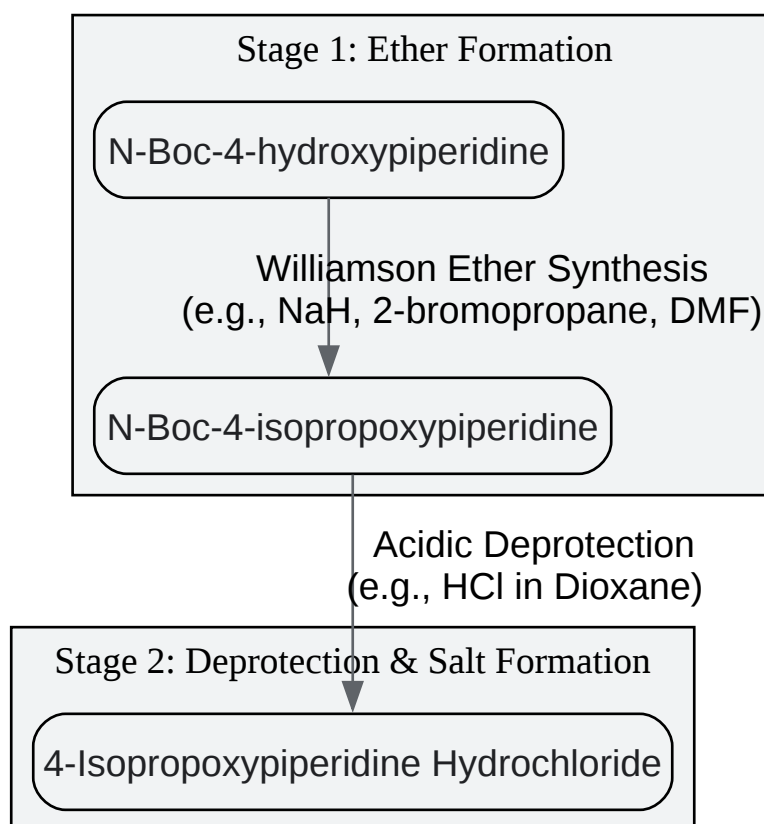 Stage 1: Ether Formation
N-Boc-4-hydroxypiperidine
Williamson Ether Synthesis
(e.g., NaH, 2-bromopropane, DMF)
N-Boc-4-isopropoxypiperidine
Acidic Deprotection
(e.g., HCl in Dioxane)
Stage 2: Deprotection & Salt Formation
4-Isopropoxypiperidine Hydrochloride